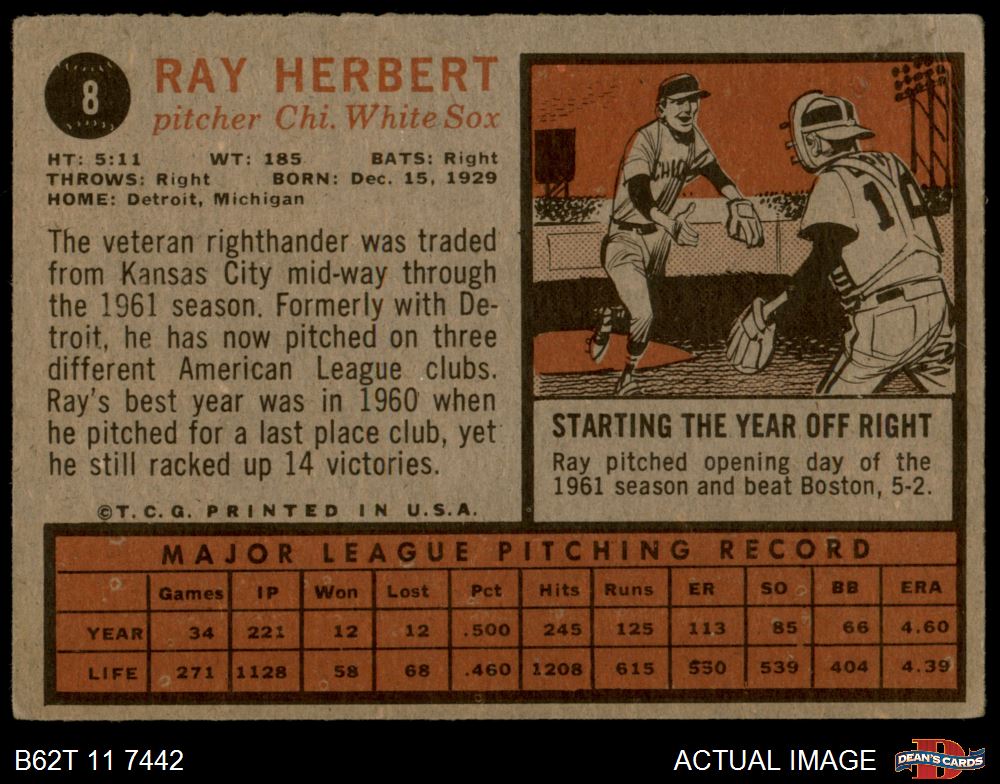 8
RAY HERBERT
pitcher Chi. White Sox
HT: 5:11 WT: 185 BATS: Right
THROWS: Right BORN: Dec. 15, 1929
HOME: Detroit, Michigan
The veteran righthander was traded
from Kansas City mid-way through
the 1961 season. Formerly with De-
troit, he has now pitched on three
different American League clubs.
Ray's best year was in 1960 when
he pitched for a last place club, yet
he still racked up 14 victories.
©T.C.G. PRINTED IN U.S.A.
CHIC
STARTING THE YEAR OFF RIGHT
Ray pitched opening day of the
1961 season and beat Boston, 5-2.
MAJOR LEAGUE PITCHING RECORD
Games IP Won Lost Pct Hits Runs ER SO BB ERA
YEAR 34 221 12 12 .500 245 125 113 85 66 4.60
LIFE 271 1128 58 68 .460 1208 615 550 539 404 4.39
B62T 11 7442
ACTUAL IMAGE
DEAN'S CARDS